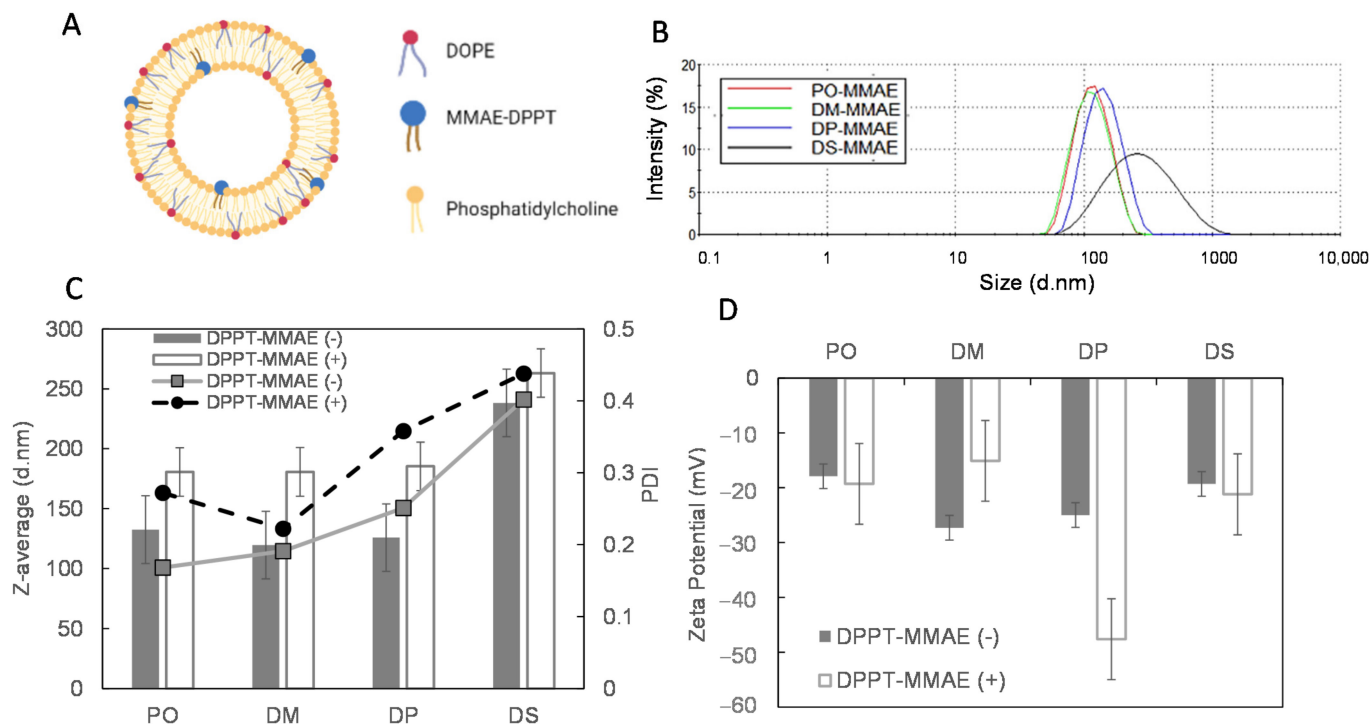 A
DOPE
MMAE-DPPT
Phosphatidylcholine
B
20
15
10
5
0
Intensity (%)
PO-MMAE
DM-MMAE
DP-MMAE
DS-MMAE
0.1 1 10 100 1000 10,000
Size (d.nm)
C
300
250
200
150
100
50
0
Z-average (d.nm)
DPPT-MMAE (-)
DPPT-MMAE (+)
DPPT-MMAE (-)
DPPT-MMAE (+)
0.5
0.4
0.3
0.2
0.1
0
PDI
PO DM DP DS
D
PO DM DP DS
0
−10
−20
−30
−40
−50
−60
Zeta Potential (mV)
DPPT-MMAE (-)
DPPT-MMAE (+)